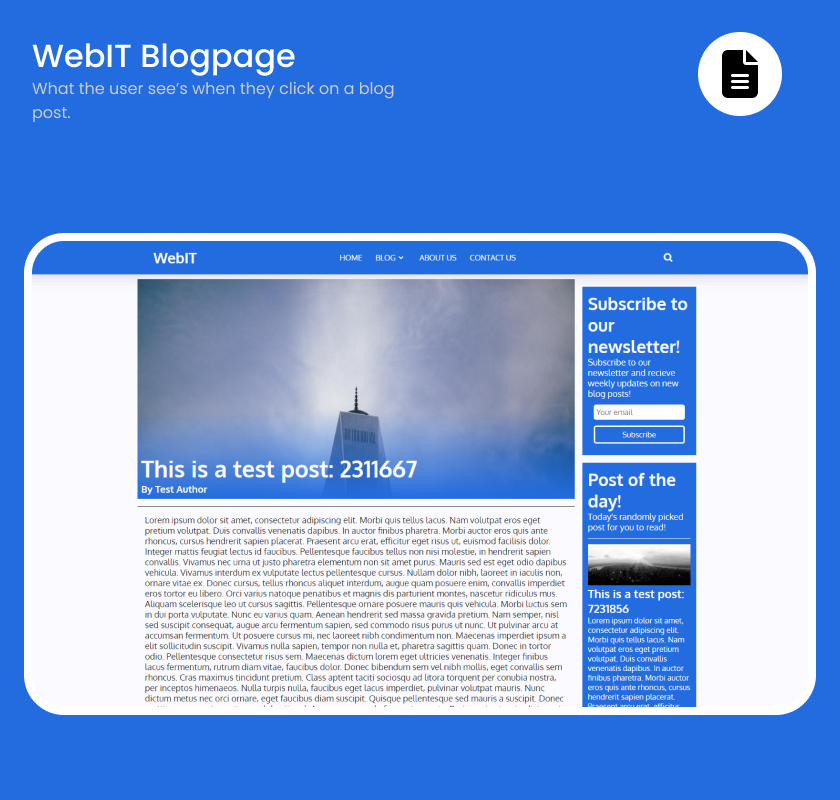 WebIT Blogpage
What the user see’s when they click on a blog
post.
WebIT
HOME BLOG ABOUT US CONTACT US
This is a test post: 2311667
By Test Author
Lorem ipsum dolor sit amet, consectetur adipiscing elit. Morbi quis tellus lacus. Nam volutpat eros eget
pretium volutpat. Duis convallis venenatis dapibus. In auctor finibus pharetra. Morbi auctor eros quis ante
rhoncus, cursus hendrerit sapien placerat. Praesent arcu erat, efficitur eget risus ut, euismod facilisis dolor.
Integer mattis feugiat lectus id faucibus. Pellentesque faucibus tellus non nisi molestie, in hendrerit sapien
convallis. Vivamus nec urna ut justo pharetra elementum non sit amet purus. Mauris sed est eget odio dapibus
vehicula. Vivamus interdum ex vulputate lectus pellentesque cursus. Nullam dolor nibh, laoreet in iaculis non,
ornare vitae ex. Donec cursus, tellus rhoncus aliquet interdum, augue quam posuere enim, convallis imperdiet
eros tortor eu libero. Orci varius natoque penatibus et magnis dis parturient montes, nascetur ridiculus mus.
Aliquam scelerisque leo ut cursus sagittis. Pellentesque ornare posuere mauris quis vehicula. Morbi luctus sem
in dui porta vulputate. Nunc eu varius quam. Aenean hendrerit sed massa gravida pretium. Nam semper, nisl
sed suscipit consequat, augue arcu fermentum sapien, sed commodo risus purus ut nunc. Ut pulvinar arcu at
accumsan fermentum. Ut posuere cursus mi, nec laoreet nibh condimentum non. Maecenas imperdiet ipsum a
elit sollicitudin suscipit. Vivamus nulla sapien, tempor non nulla et, pharetra sagittis quam. Donec in tortor
odio. Pellentesque consectetur risus sem. Maecenas dictum lorem eget ultricies venenatis. Integer finibus
lacus fermentum, rutrum diam vitae, faucibus dolor. Donec bibendum sem vel nibh mollis, eget convallis sem
rhoncus. Cras maximus tincidunt pretium. Class aptent taciti sociosqu ad litora torquent per conubia nostra,
per inceptos himenaeos. Nulla turpis nulla, faucibus eget lacus imperdiet, pulvinar volutpat mauris. Nunc
dictum metus nec orci ornare, eget faucibus diam suscipit. Quisque pellentesque sed mauris a suscipit. Donec
Subscribe to
our
newsletter!
Subscribe to our
newsletter and recieve
weekly updates on new
blog posts!
Your email
Subscribe
Post of the
day!
Today's randomly picked
post for you to read!
This is a test post:
7231856
Lorem ipsum dolor sit amet,
consectetur adipiscing elit.
Morbi quis tellus lacus. Nam
volutpat eros eget pretium
volutpat. Duis convallis
venenatis dapibus. In auctor
finibus pharetra. Morbi auctor
eros quis ante rhoncus, cursus
hendrerit sapien placerat.
Praesent arcu erat, efficitur